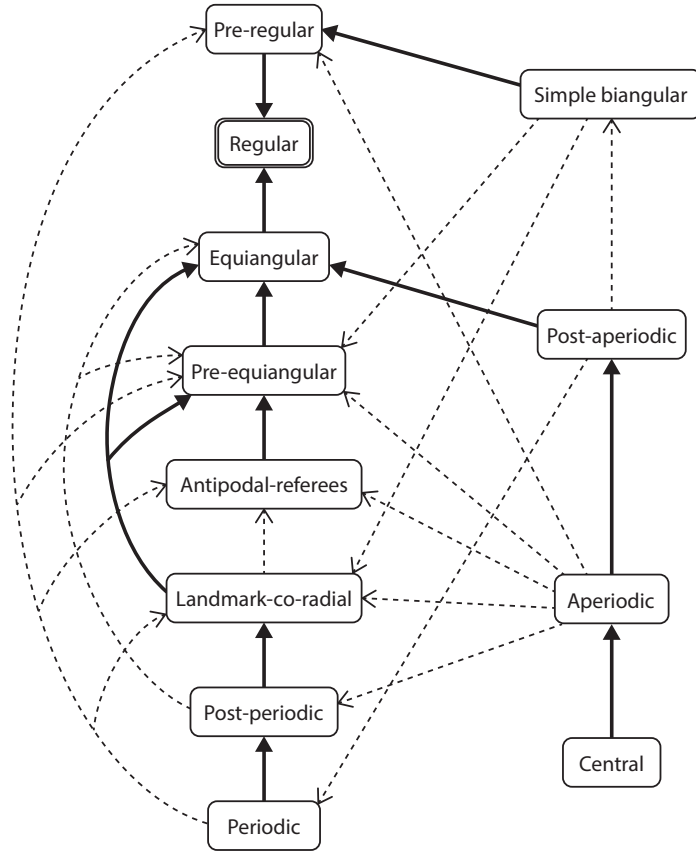 Pre-regular
Simple biangular
Regular
Equiangular
Post-aperiodic
Pre-equiangular
Antipodal-referees
Landmark-co-radial
Aperiodic
Post-periodic
Central
Periodic